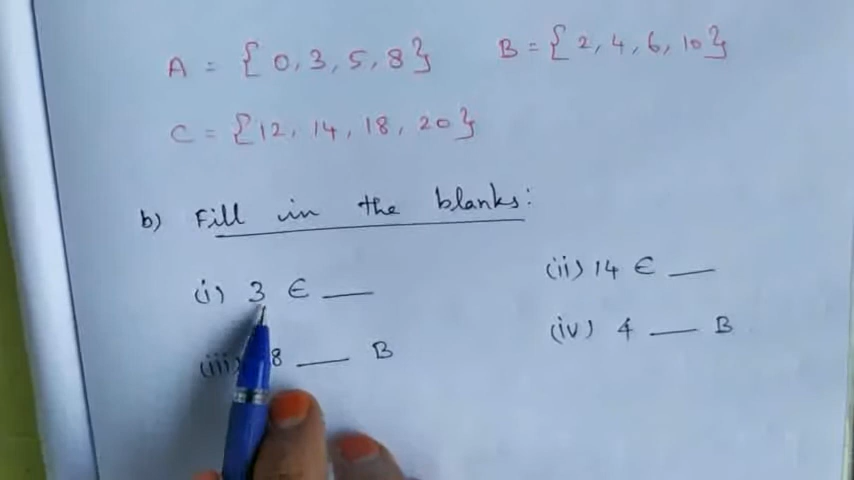 A = {0, 3, 5, 8} B = {2, 4, 6, 10}
C = {12, 14, 18, 20}
b) Fill in the blanks:
(i) 3 ∈ ___ (ii) 14 ∈ ___
(iii) 8 ___ B (iv) 4 ___ B